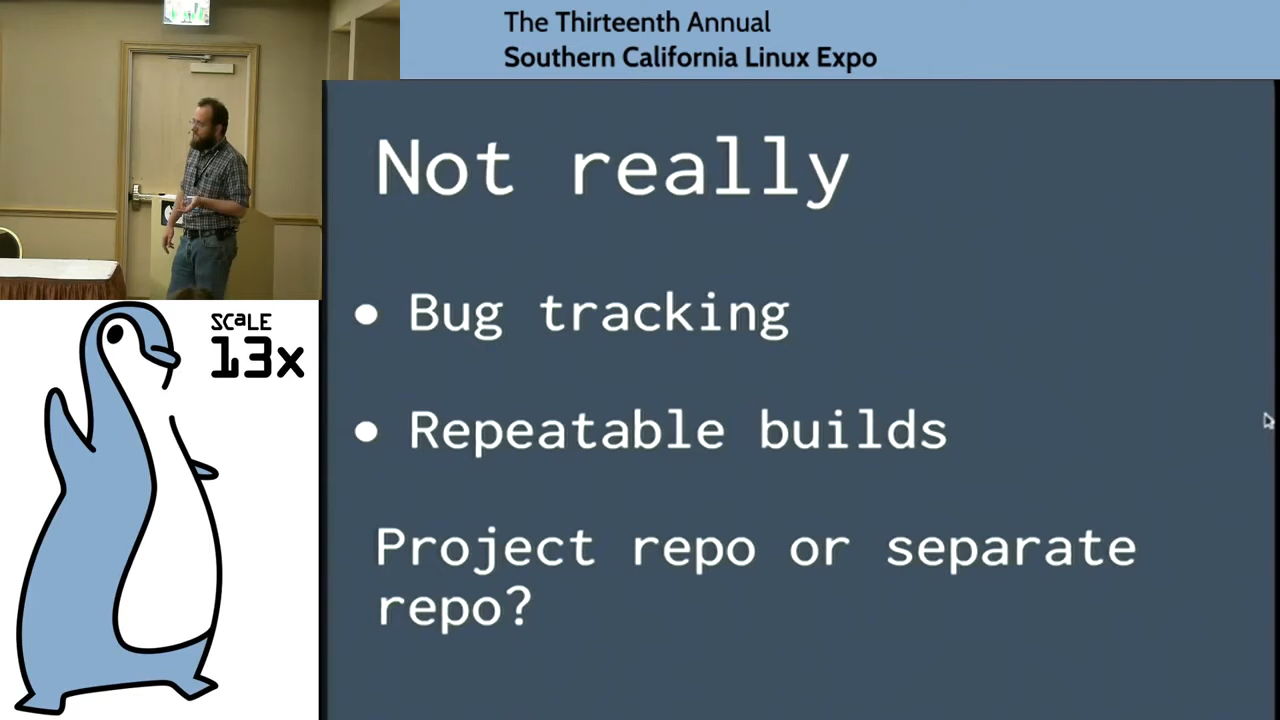 The Thirteenth Annual
Southern California Linux Expo
Not really
• Bug tracking
• Repeatable builds
Project repo or separate
repo?
SCaLE
13x